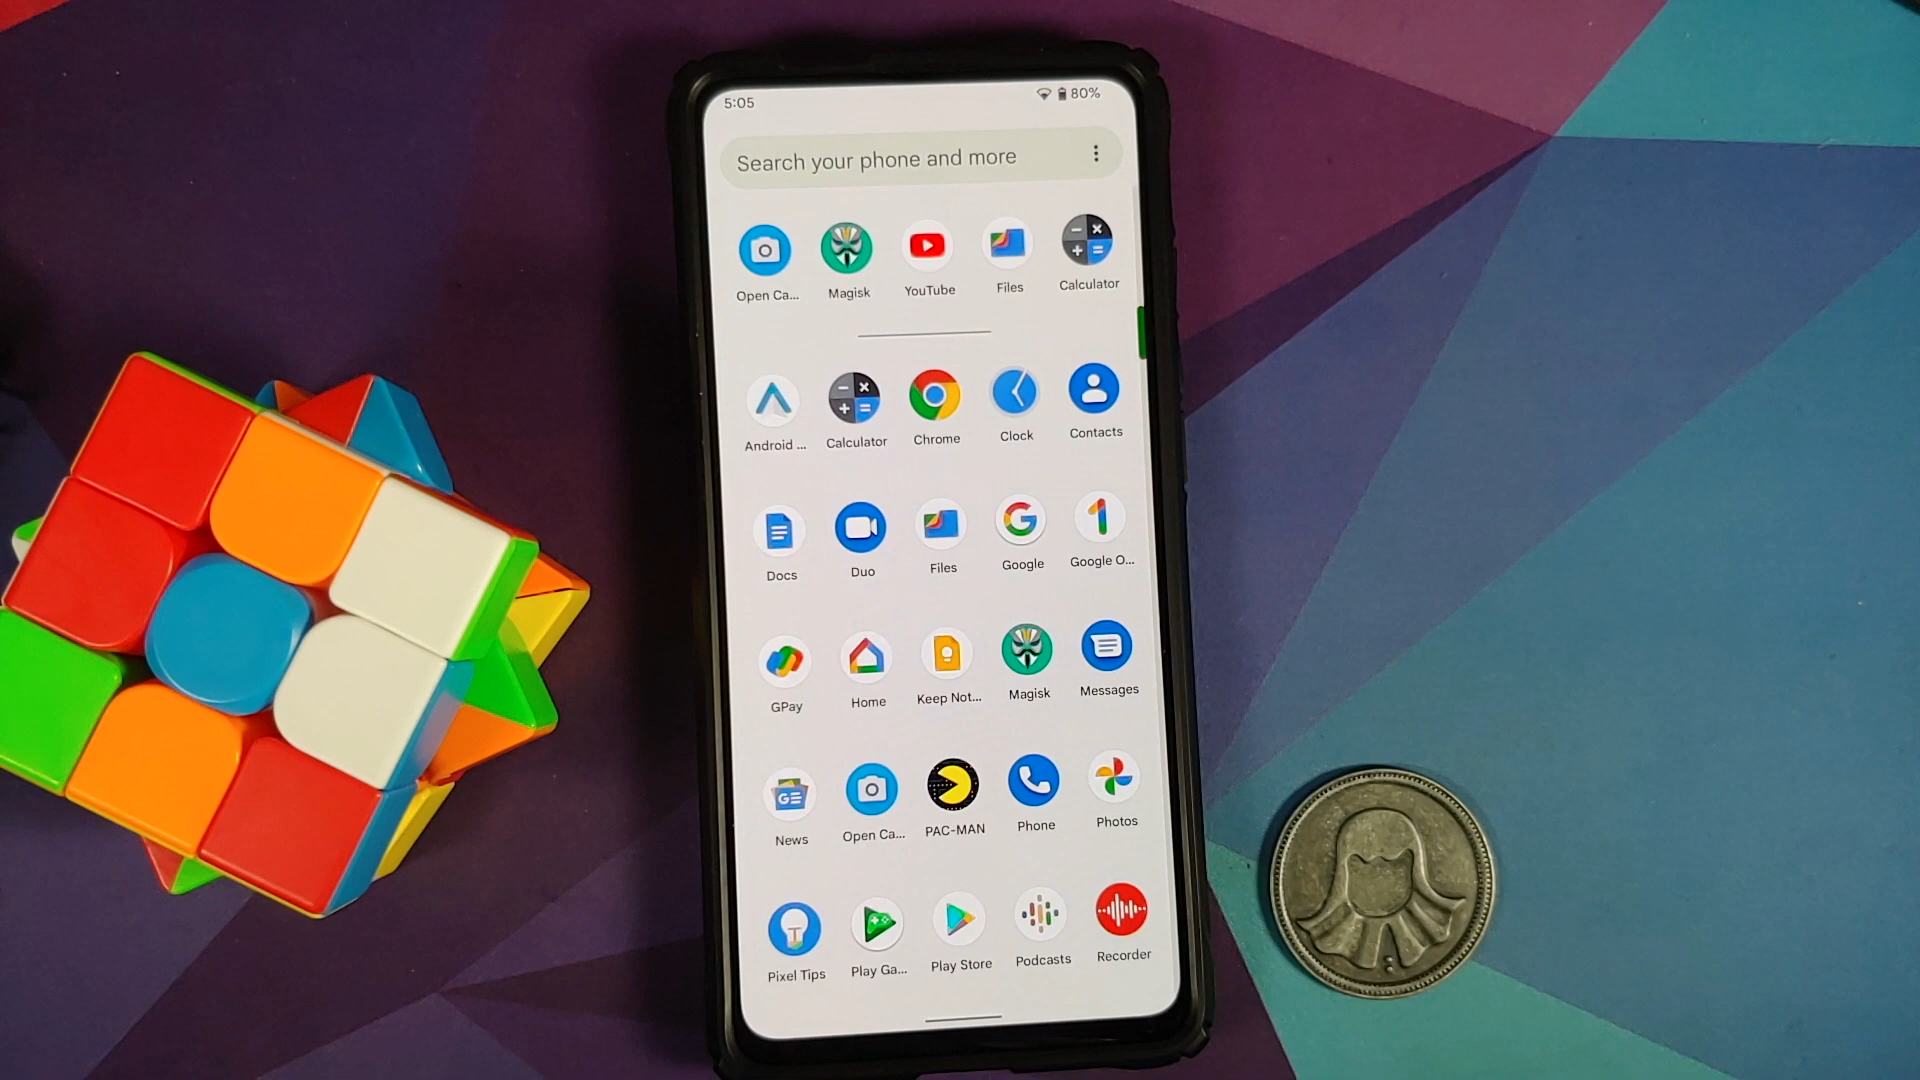 5:05 80%
Search your phone and more
Open Ca... Magisk YouTube Files Calculator
Android ... Calculator Chrome Clock Contacts
Docs Duo Files Google Google O...
GPay Home Keep Not... Magisk Messages
GE
News Open Ca... PAC-MAN Phone Photos
Pixel Tips Play Ga... Play Store Podcasts Recorder